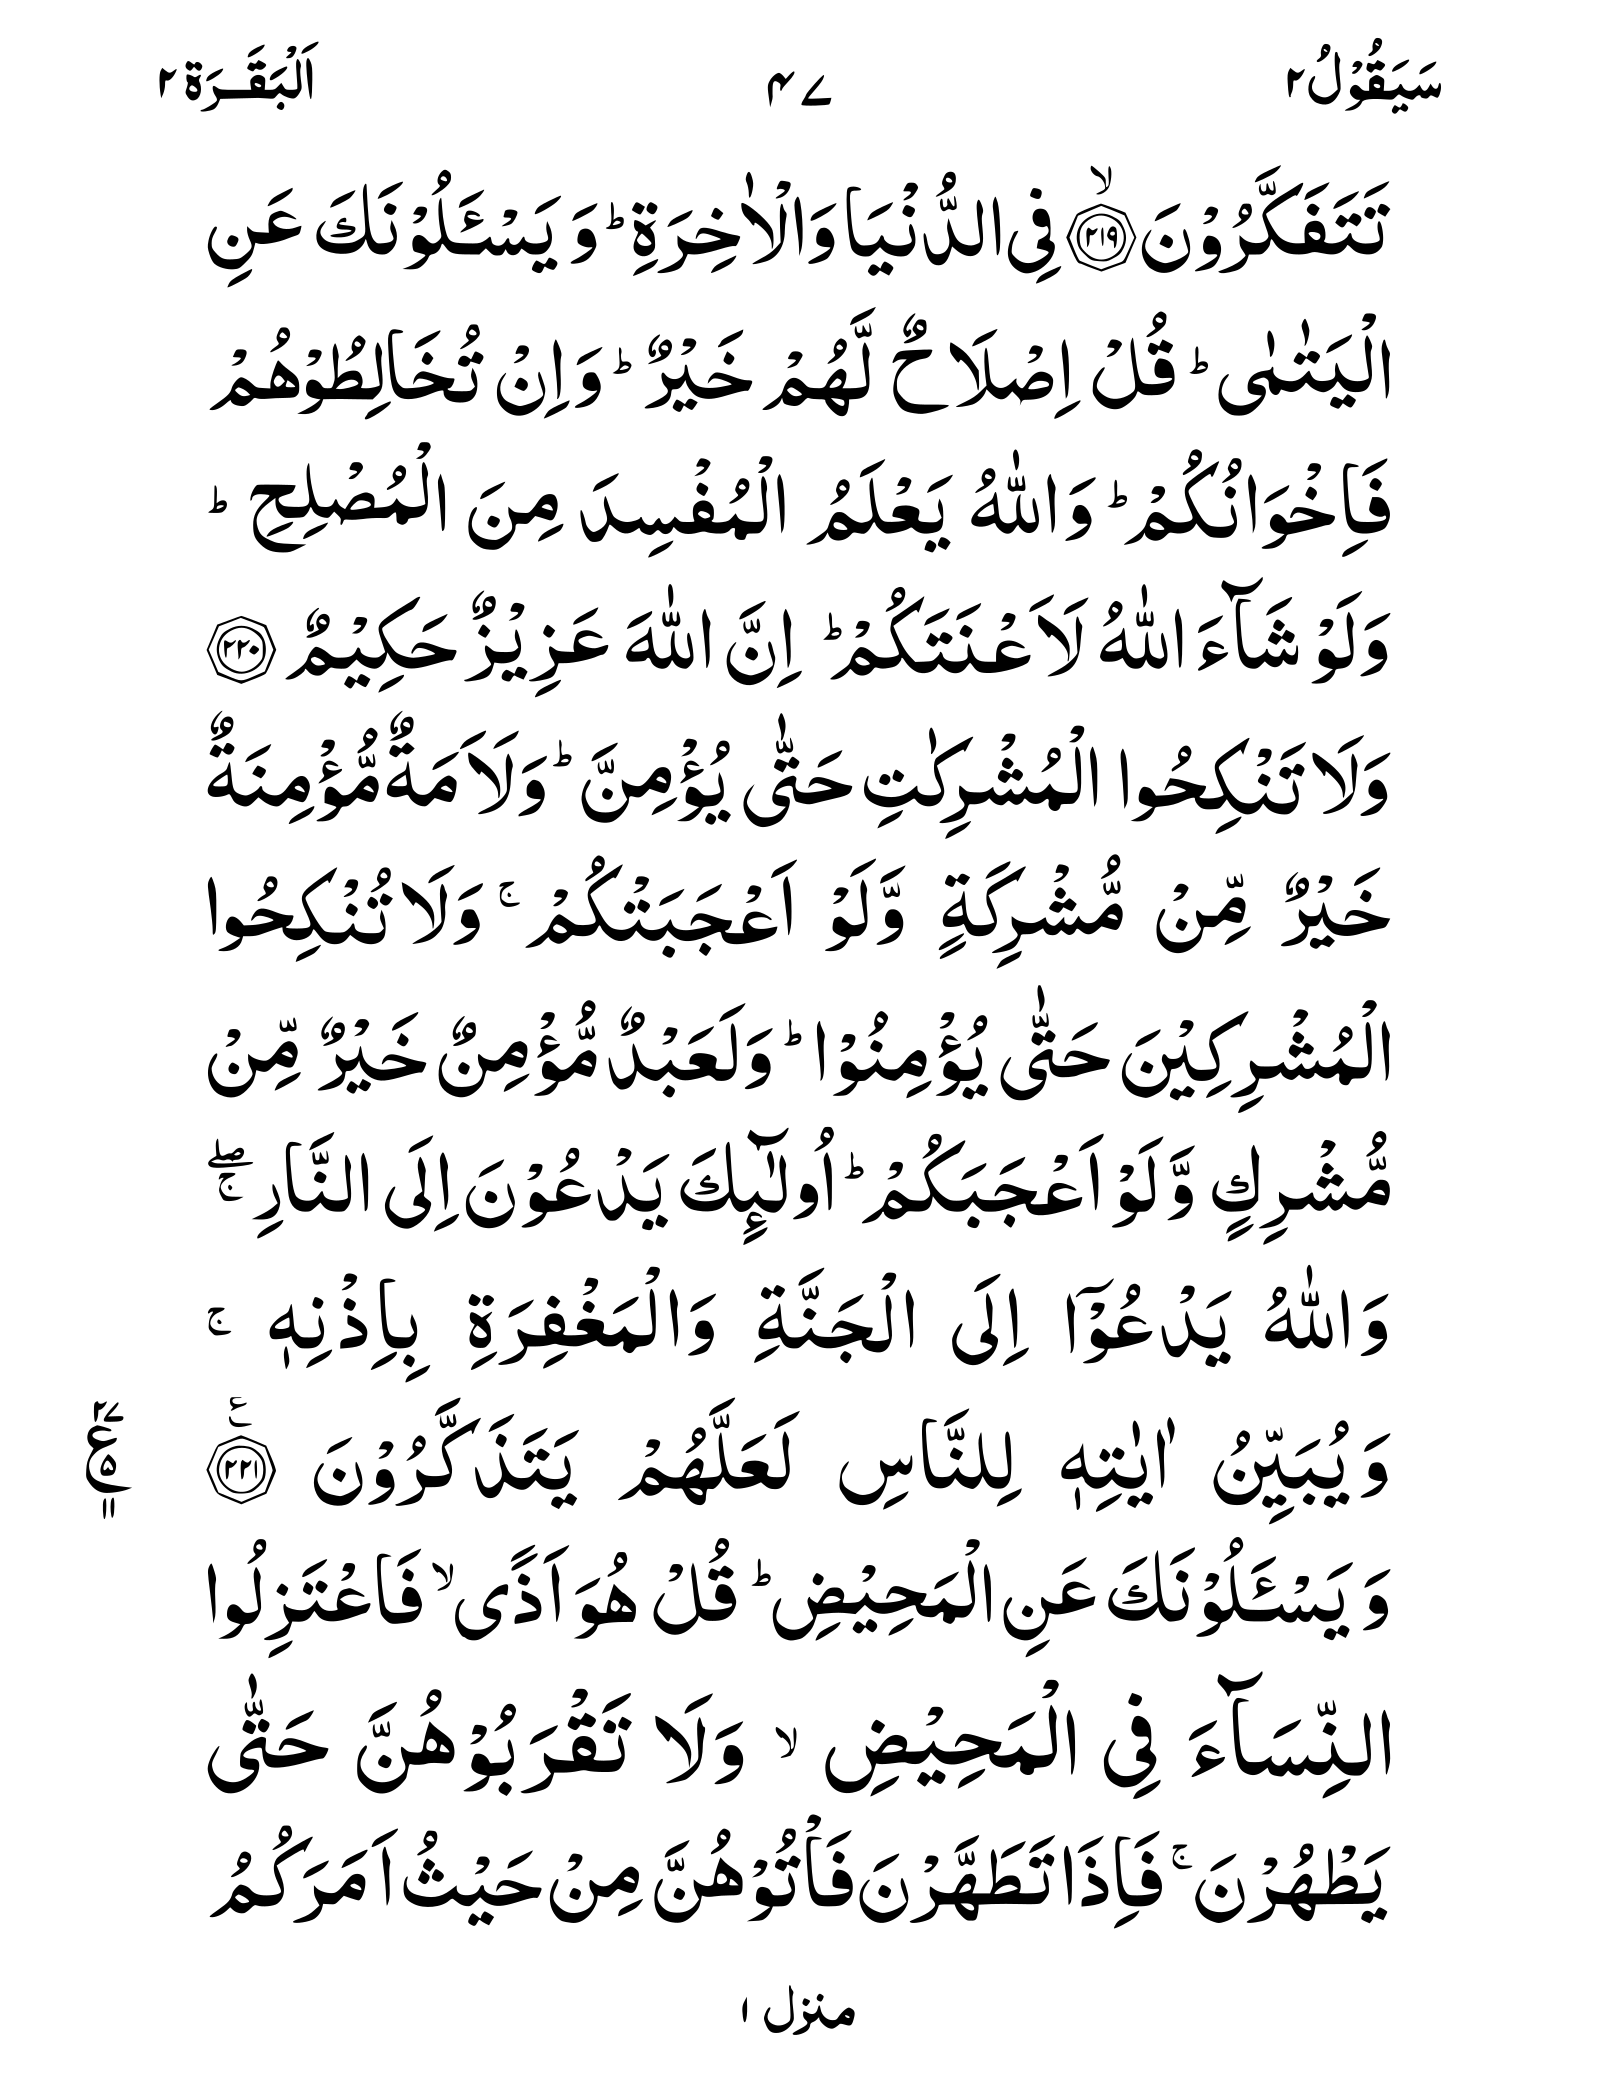 سَيَقُوْلُ ٢
٤٧
اَلْبَقَرَة ٢
تَتَفَكَّرُوْنَ ۙ‏﴿٢١٩﴾ فِى الدُّنْيَا وَالْاٰخِرَةِ ؕ وَ يَسْـَٔلُوْنَكَ عَنِ
الْيَتٰمٰى ؕ قُلْ اِصْلَاحٌ لَّهُمْ خَيْرٌ ؕ وَاِنْ تُخَالِطُوْهُمْ
فَاِخْوَانُكُمْ ؕ وَاللّٰهُ يَعْلَمُ الْمُفْسِدَ مِنَ الْمُصْلِحِ ؕ
وَلَوْ شَآءَ اللّٰهُ لَاَعْنَتَكُمْ ؕ اِنَّ اللّٰهَ عَزِيْزٌ حَكِيْمٌ ﴿٢٢٠﴾
وَلَا تَنْكِحُوا الْمُشْرِكٰتِ حَتّٰى يُؤْمِنَّ ؕ وَلَاَمَةٌ مُّؤْمِنَةٌ
خَيْرٌ مِّنْ مُّشْرِكَةٍ وَّلَوْ اَعْجَبَتْكُمْ ۚ وَلَا تُنْكِحُوا
الْمُشْرِكِيْنَ حَتّٰى يُؤْمِنُوْا ؕ وَلَعَبْدٌ مُّؤْمِنٌ خَيْرٌ مِّنْ
مُّشْرِكٍ وَّلَوْ اَعْجَبَكُمْ ؕ اُولٰٓئِكَ يَدْعُوْنَ اِلَى النَّارِ ۖۚ
وَاللّٰهُ يَدْعُوْٓا اِلَى الْجَنَّةِ وَالْمَغْفِرَةِ بِاِذْنِهٖ ۚ
وَيُبَيِّنُ اٰيٰتِهٖ لِلنَّاسِ لَعَلَّهُمْ يَتَذَكَّرُوْنَ ﴿٢٢١﴾ ع
٢٧ ع ٥ ١١
وَ يَسْـَٔلُوْنَكَ عَنِ الْمَحِيْضِ ؕ قُلْ هُوَ اَذًى ۙ فَاعْتَزِلُوا
النِّسَآءَ فِى الْمَحِيْضِ ۙ وَلَا تَقْرَبُوْهُنَّ حَتّٰى
يَطْهُرْنَ ۚ فَاِذَا تَطَهَّرْنَ فَاْتُوْهُنَّ مِنْ حَيْثُ اَمَرَكُمُ
منزل ١